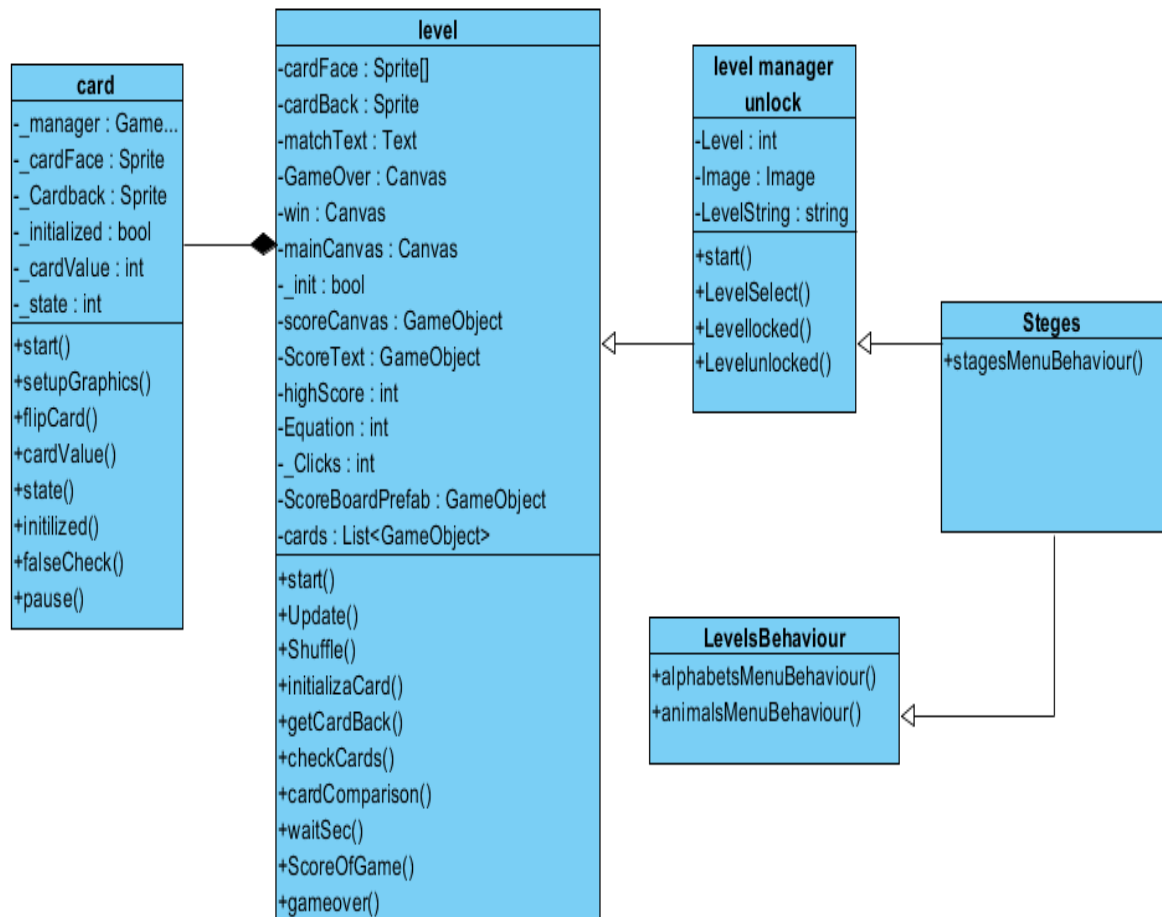 card
-_manager : Game...
-_cardFace : Sprite
-_Cardback : Sprite
-_initialized : bool
-_cardValue : int
-_state : int
+start()
+setupGraphics()
+flipCard()
+cardValue()
+state()
+initilized()
+falseCheck()
+pause()
level
-cardFace : Sprite[]
-cardBack : Sprite
-matchText : Text
-GameOver : Canvas
-win : Canvas
-mainCanvas : Canvas
-_init : bool
-scoreCanvas : GameObject
-ScoreText : GameObject
-highScore : int
-Equation : int
-_Clicks : int
-ScoreBoardPrefab : GameObject
-cards : List<GameObject>
+start()
+Update()
+Shuffle()
+initializaCard()
+getCardBack()
+checkCards()
+cardComparison()
+waitSec()
+ScoreOfGame()
+gameover()
level manager
unlock
-Level : int
-Image : Image
-LevelString : string
+start()
+LevelSelect()
+Levellocked()
+Levelunlocked()
Steges
+stagesMenuBehaviour()
LevelsBehaviour
+alphabetsMenuBehaviour()
+animalsMenuBehaviour()